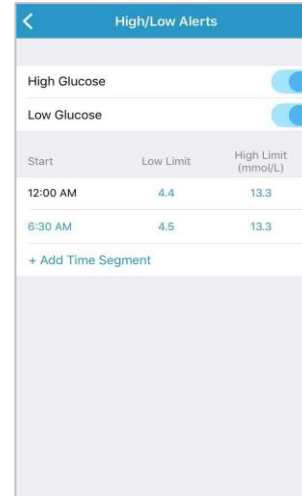 High/Low Alerts
High Glucose
Low Glucose
Start Low Limit High Limit
(mmol/L)
12:00 AM 4.4 13.3
6:30 AM 4.5 13.3
+ Add Time Segment